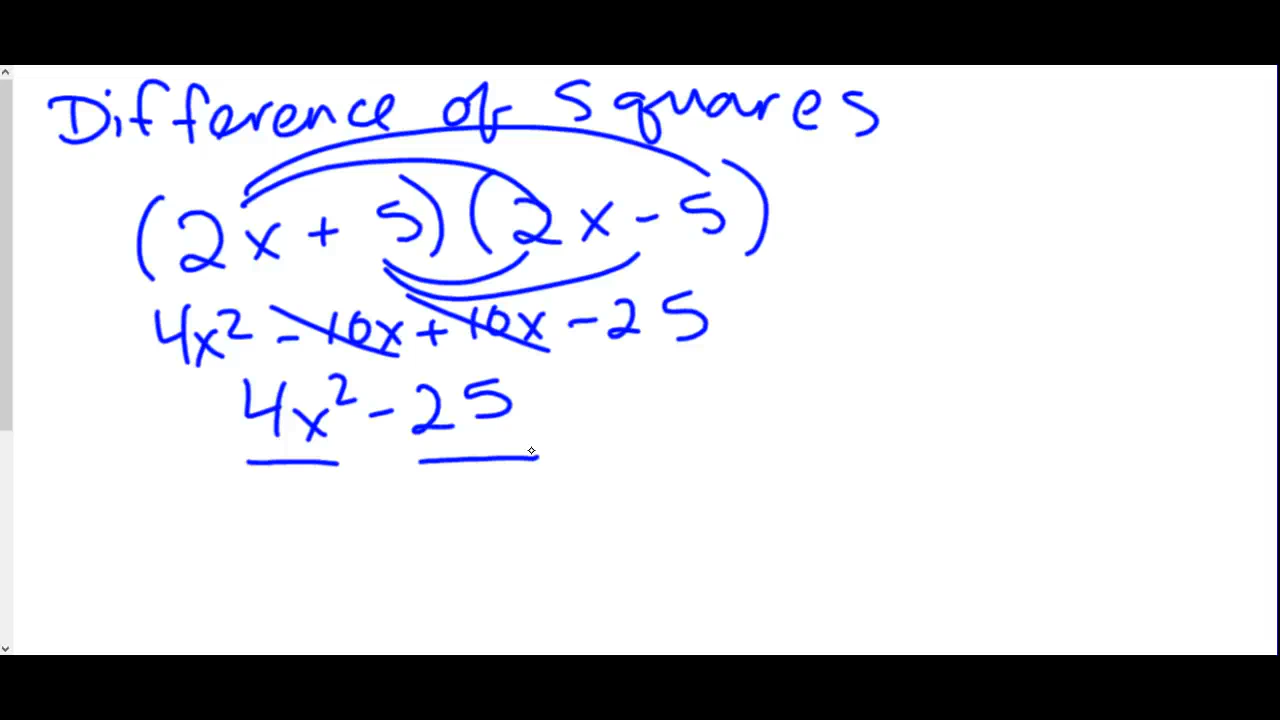 Difference of Squares
(2x + 5)(2x - 5)
4x² - 10x + 10x - 25
4x² - 25